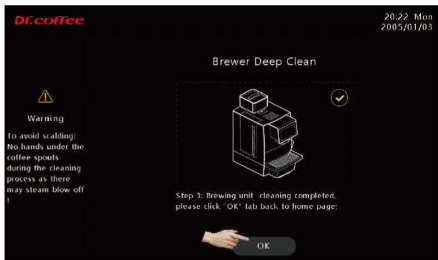 Dr.coffee
20:22 Mon
2005/01/03
Brewer Deep Clean
Warning
To avoid scalding:
No hands under the
coffee spouts
during the cleaning
process as there
may steam blow off
!
Step 3: Brewing unit cleaning completed,
please click "OK" tab back to home page;
OK